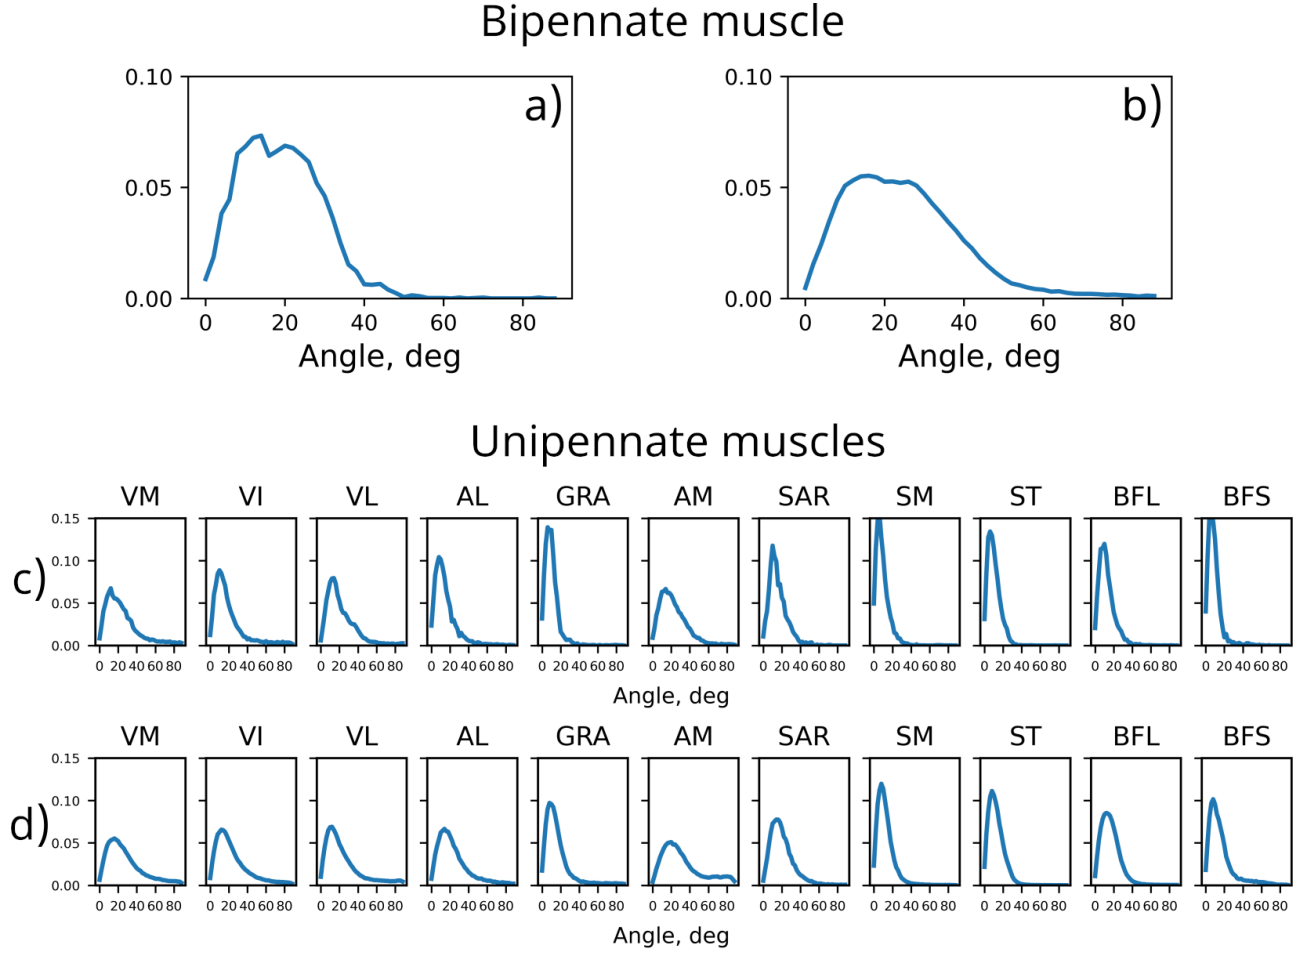 Bipennate muscle
a)
0.10
0.05
0.00
0 20 40 60 80
Angle, deg
b)
0.10
0.05
0.00
0 20 40 60 80
Angle, deg
Unipennate muscles
c)
VM VI VL AL GRA AM SAR SM ST BFL BFS
0.15
0.10
0.05
0.00
0 20 40 60 80 0 20 40 60 80 0 20 40 60 80 0 20 40 60 80 0 20 40 60 80 0 20 40 60 80 0 20 40 60 80 0 20 40 60 80 0 20 40 60 80 0 20 40 60 80 0 20 40 60 80
Angle, deg
d)
VM VI VL AL GRA AM SAR SM ST BFL BFS
0.15
0.10
0.05
0.00
0 20 40 60 80 0 20 40 60 80 0 20 40 60 80 0 20 40 60 80 0 20 40 60 80 0 20 40 60 80 0 20 40 60 80 0 20 40 60 80 0 20 40 60 80 0 20 40 60 80 0 20 40 60 80
Angle, deg